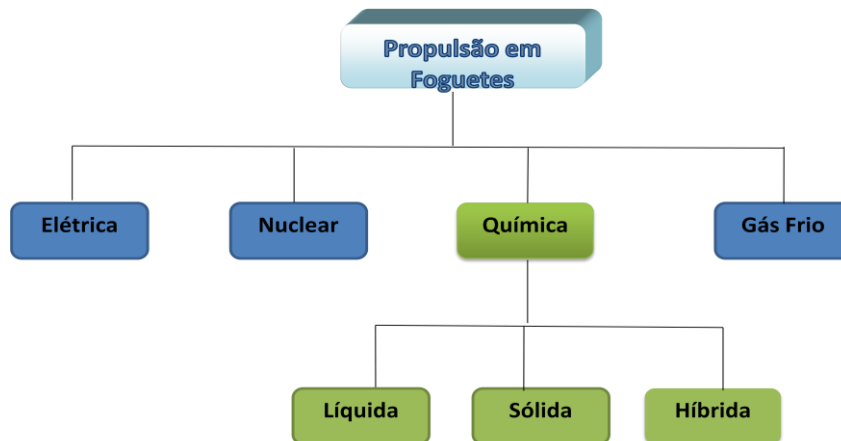 Propulsão em
Foguetes
Elétrica
Nuclear
Química
Gás Frio
Líquida
Sólida
Híbrida